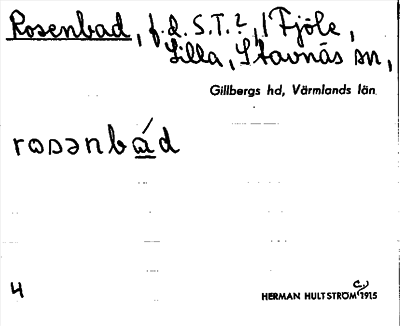 Rosenbad, f.d. S.T.?, / Fjöle,
Lilla, Stavnäs sn,
Gillbergs hd, Värmlands län
rosənbád
4
HERMAN HULTSTRÖM c:a 1915